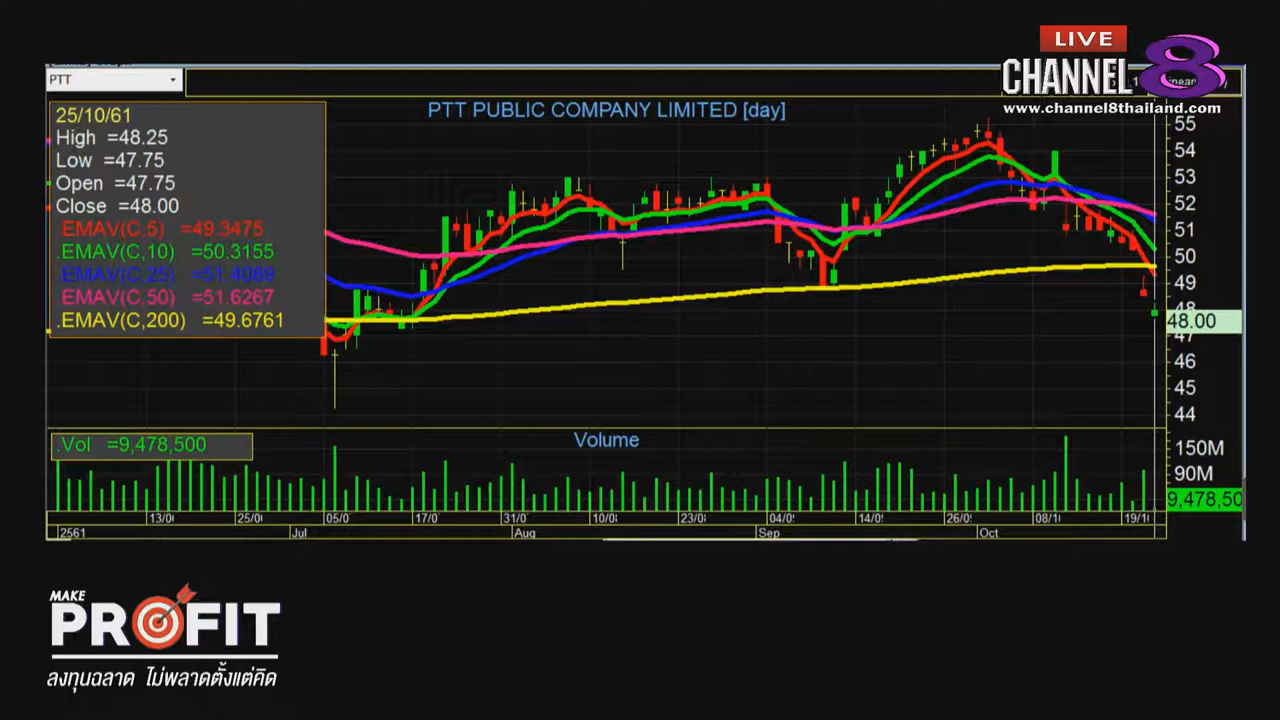 LIVE
CHANNEL 8
www.channel8thailand.com
PTT
PTT PUBLIC COMPANY LIMITED [day]
25/10/61
High =48.25
Low =47.75
Open =47.75
Close =48.00
EMAV(C,5) =49.3475
.EMAV(C,10) =50.3155
EMAV(C,25) =51.4089
EMAV(C,50) =51.6267
.EMAV(C,200) =49.6761
55
54
53
52
51
50
49
48
48.00
47
46
45
44
.Vol =9,478,500
Volume
150M
90M
9,478,50
13/0 25/0 05/0 17/0 31/0 10/0 23/0 04/0 14/0 26/0 08/1 19/1
2561 Jul Aug Sep Oct
MAKE
PROFIT
ลงทุนฉลาด ไม่พลาดตั้งแต่คิด